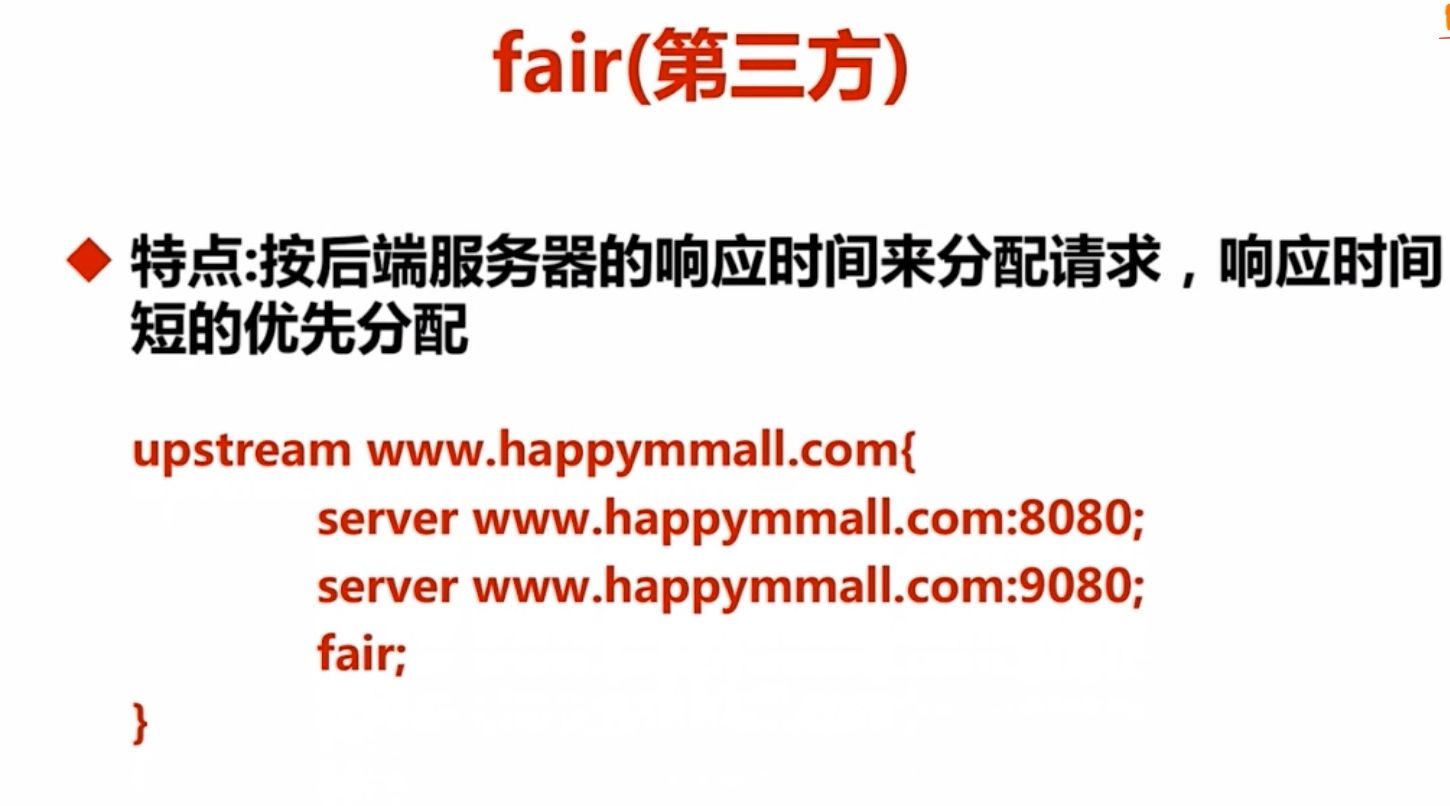 fair(第三方)
特点:按后端服务器的响应时间来分配请求，响应时间
短的优先分配
upstream www.happymmall.com{
server www.happymmall.com:8080;
server www.happymmall.com:9080;
fair;
}